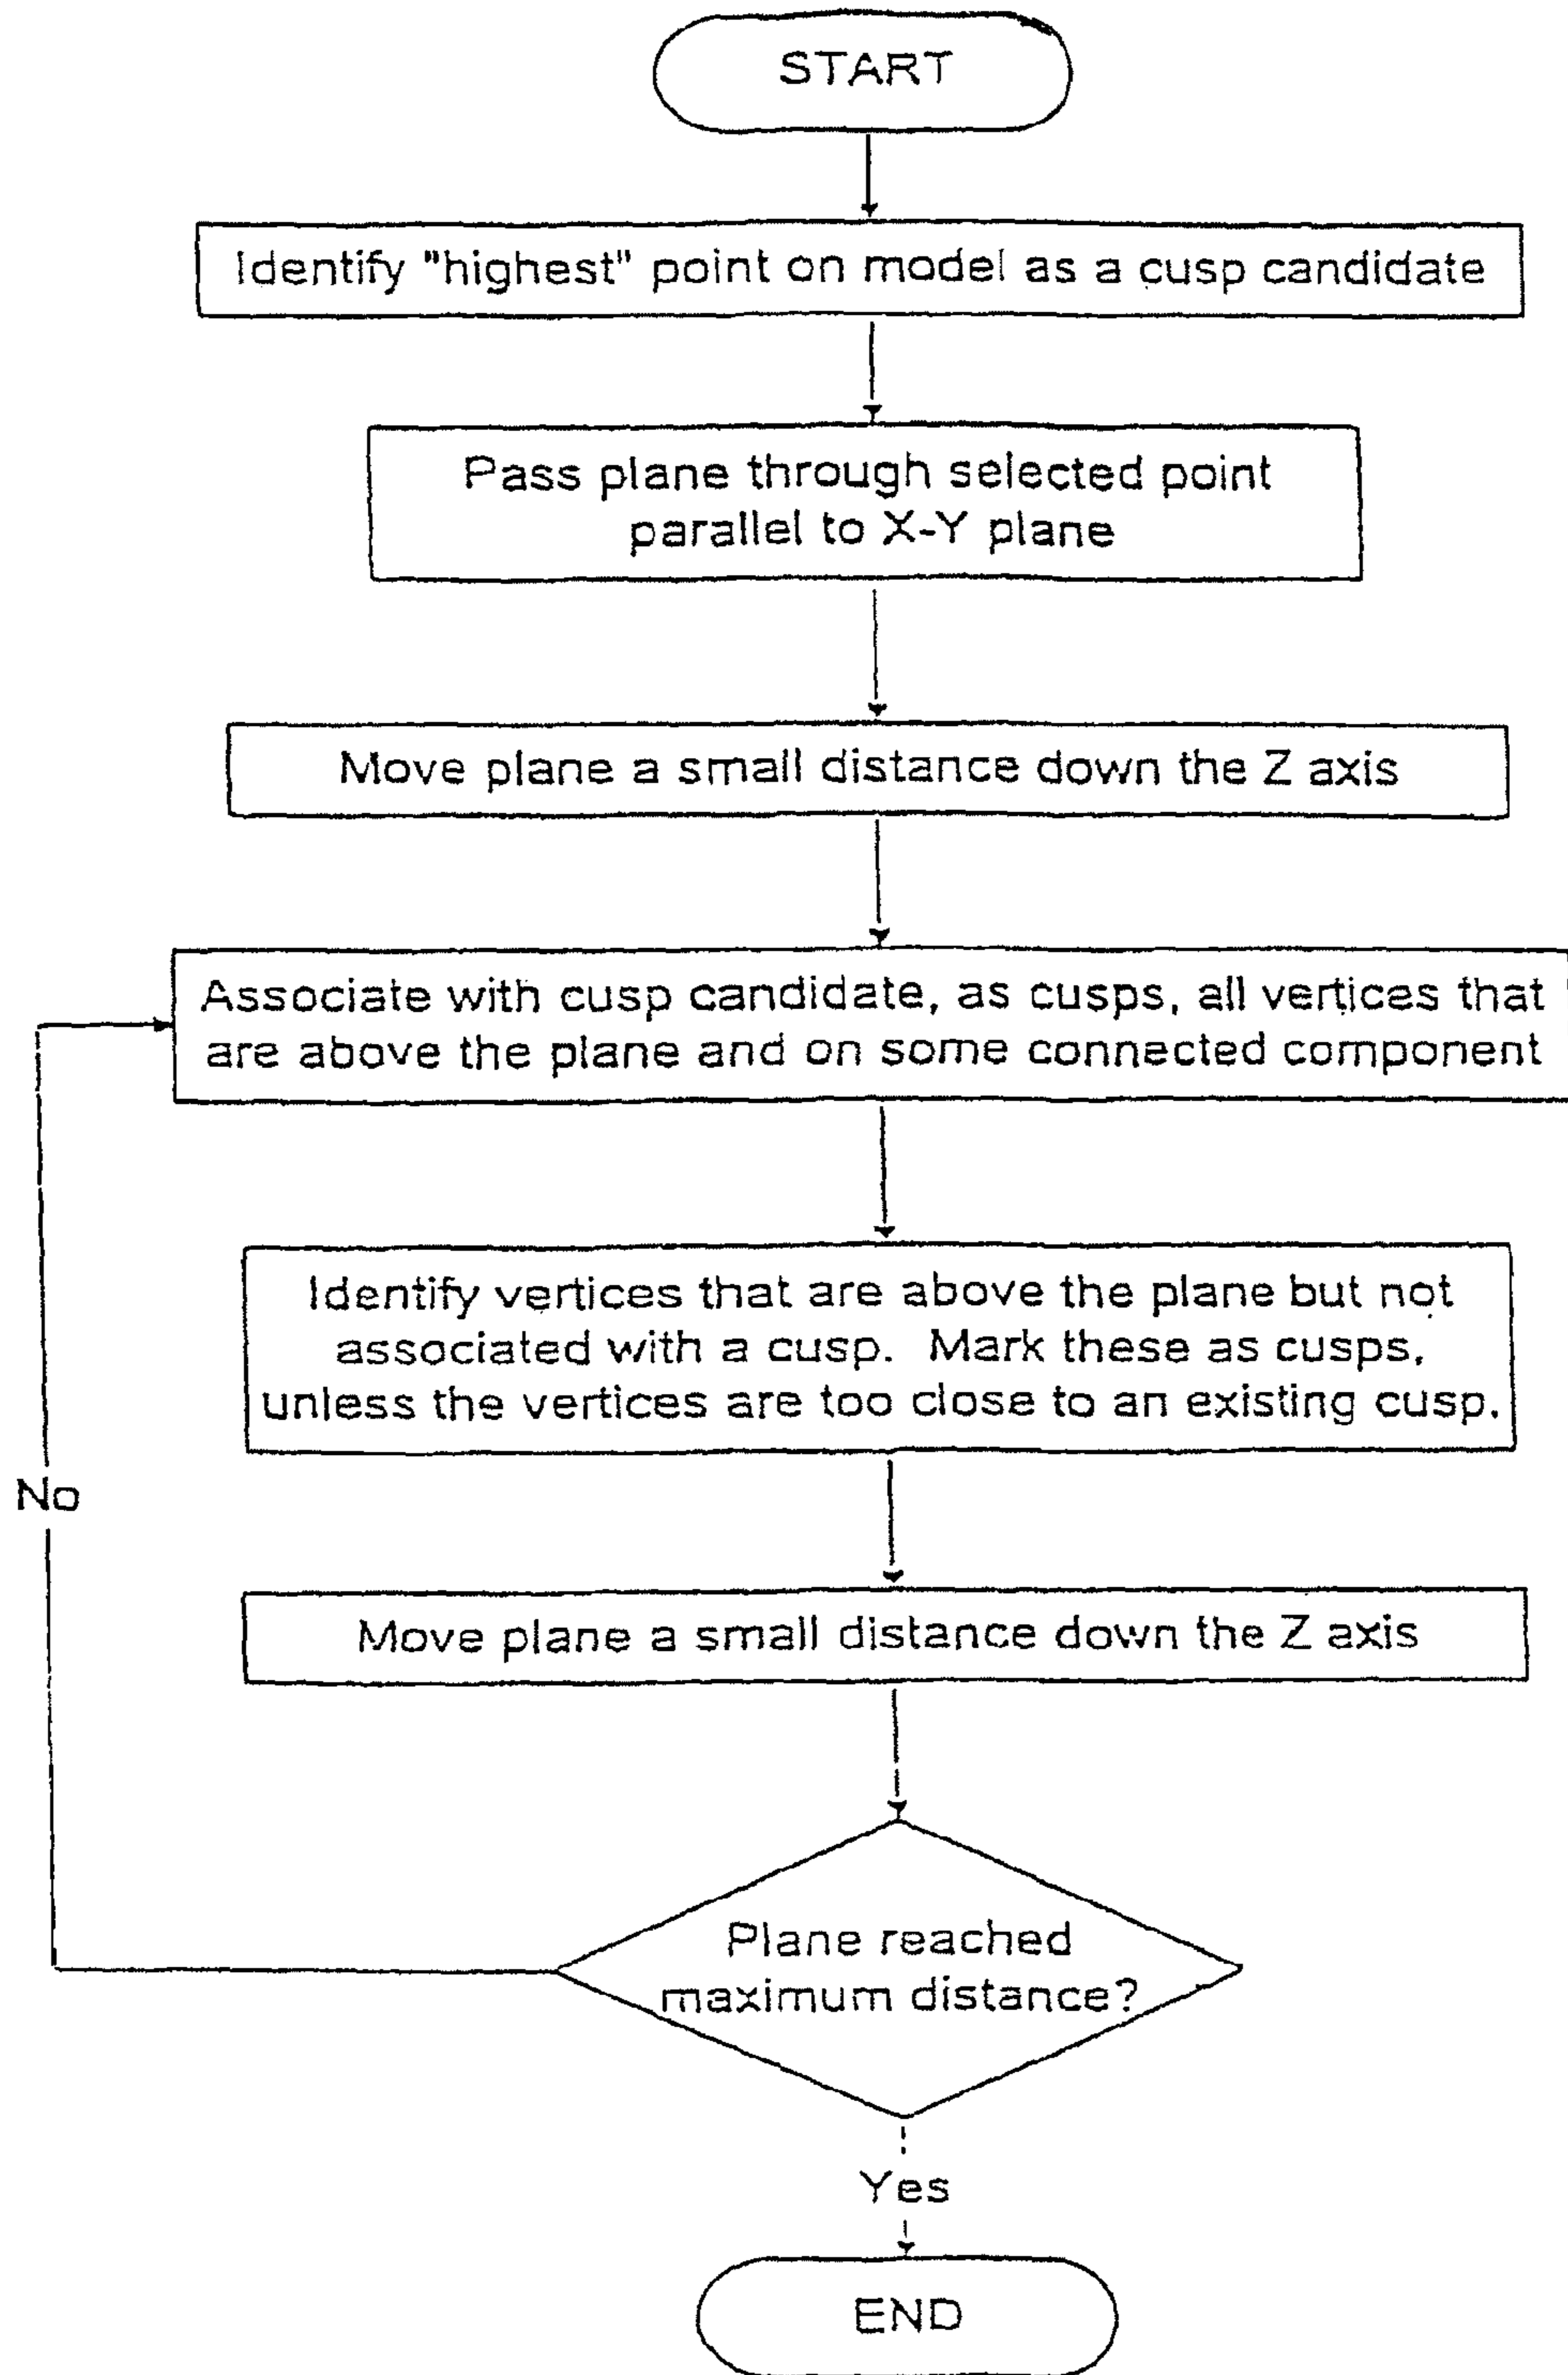 START
Identify "highest" point on model as a cusp candidate
Pass plane through selected point
parallel to X-Y plane
Move plane a small distance down the Z axis
Associate with cusp candidate, as cusps, all vertices that
are above the plane and on some connected component
Identify vertices that are above the plane but not
associated with a cusp. Mark these as cusps,
unless the vertices are too close to an existing cusp.
No
Move plane a small distance down the Z axis
Plane reached
maximum distance?
Yes
END